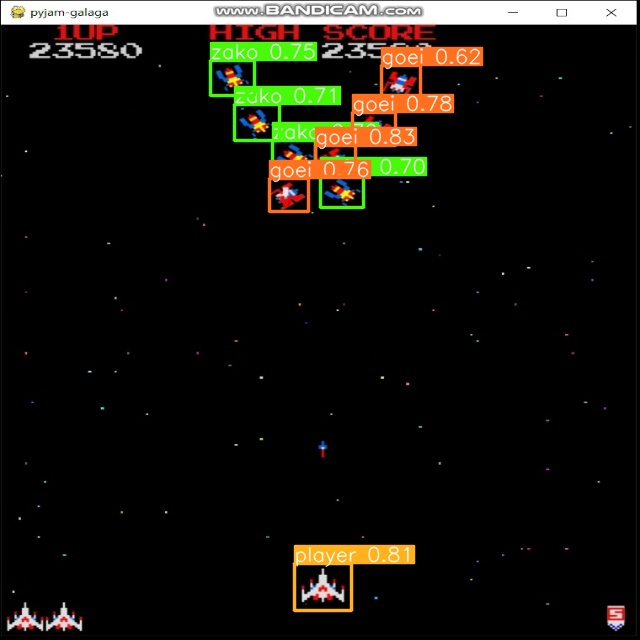 pyjam-galaga
www.BANDICAM.com
1UP HIGH SCORE
23580
zako 0.75
goei 0.62
zako 0.71
goei 0.78
zako
goei 0.83
goei 0.76
0.70
player 0.81
5